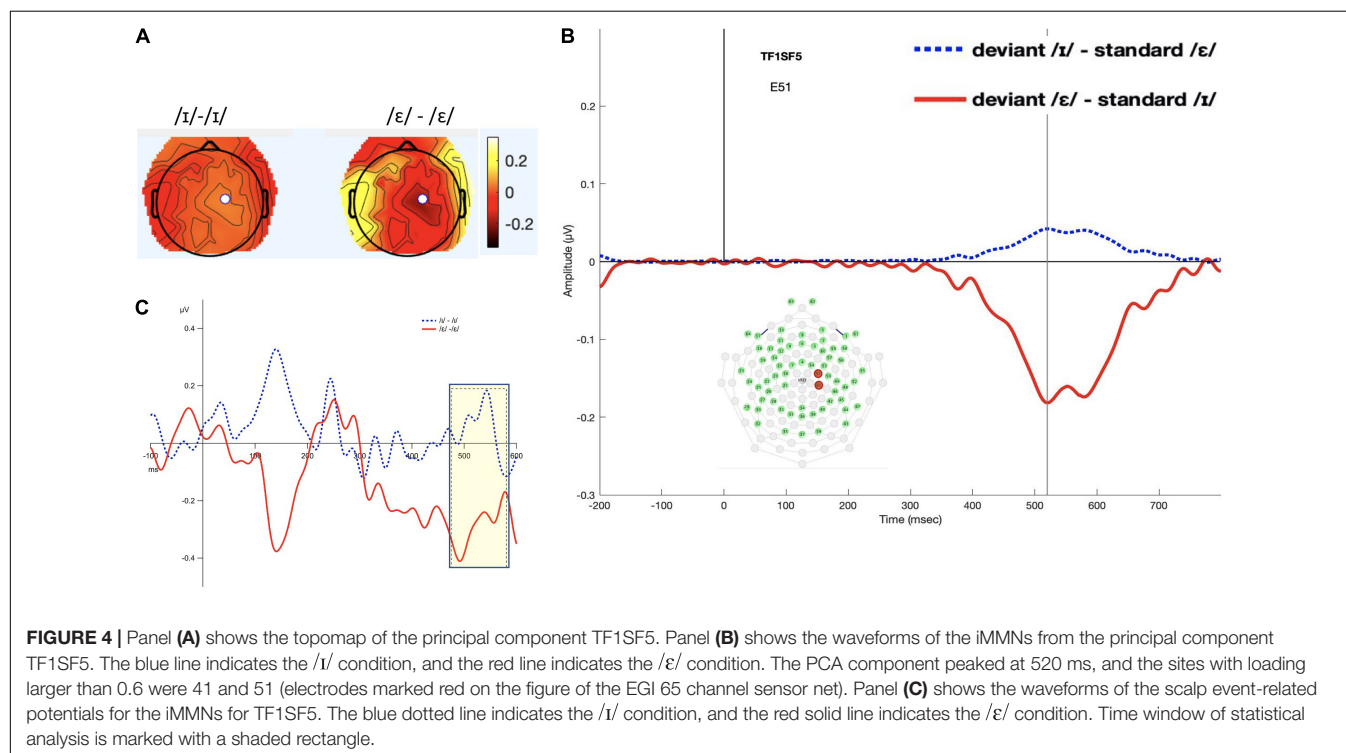 A
/ɪ/-/ɪ/
/ɛ/ - /ɛ/
0.2
0
-0.2
B
TF1SF5
E51
deviant /ɪ/ - standard /ɛ/
deviant /ɛ/ - standard /ɪ/
Amplitude (µV)
0.2
0.1
0
-0.1
-0.2
-0.3
-200
-100
0
100
200
300
400
500
600
700
Time (msec)
C
µV
/ɪ/ - /ɪ/
/ɛ/ -/ɛ/
0.4
0.2
-0.2
-0.4
-100
ms
100
200
300
400
500
600
FIGURE 4 | Panel (A) shows the topomap of the principal component TF1SF5. Panel (B) shows the waveforms of the iMMNs from the principal component
TF1SF5. The blue line indicates the /ɪ/ condition, and the red line indicates the /ɛ/ condition. The PCA component peaked at 520 ms, and the sites with loading
larger than 0.6 were 41 and 51 (electrodes marked red on the figure of the EGI 65 channel sensor net). Panel (C) shows the waveforms of the scalp event-related
potentials for the iMMNs for TF1SF5. The blue dotted line indicates the /ɪ/ condition, and the red solid line indicates the /ɛ/ condition. Time window of statistical
analysis is marked with a shaded rectangle.